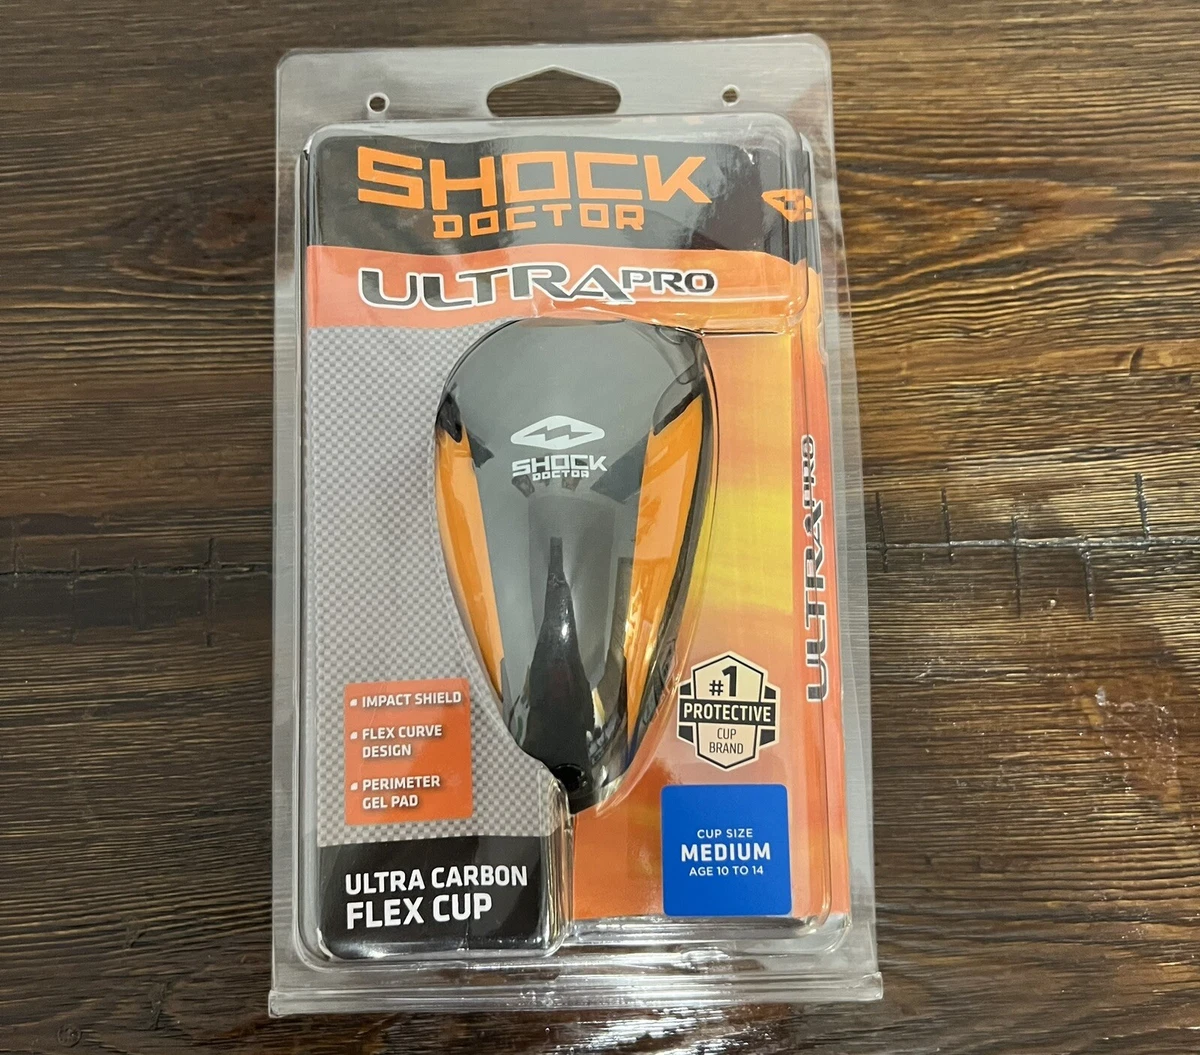 SHOCK
DOCTOR
ULTRAPRO
SHOCK
DOCTOR
ULTRAPRO
IMPACT SHIELD
FLEX CURVE
DESIGN
PERIMETER
GEL PAD
#1
PROTECTIVE
CUP
BRAND
CUP SIZE
MEDIUM
AGE 10 TO 14
ULTRA CARBON
FLEX CUP